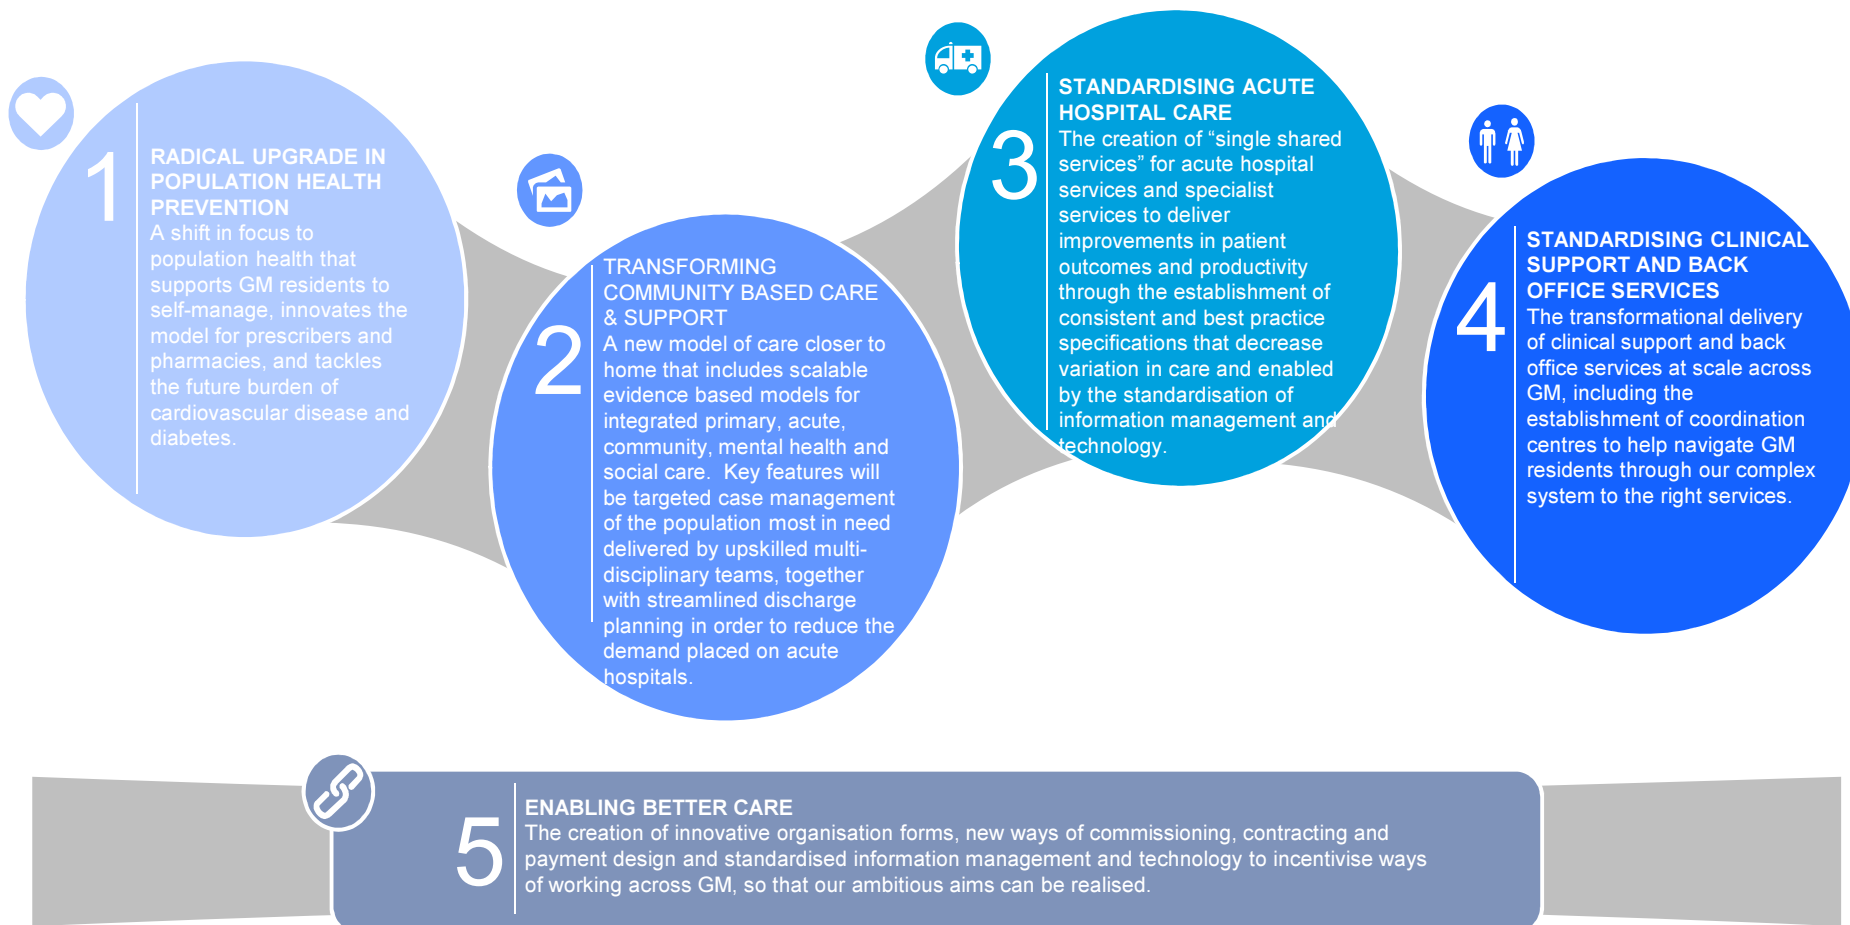 1
RADICAL UPGRADE IN
POPULATION HEALTH
PREVENTION
A shift in focus to
population health that
supports GM residents to
self-manage, innovates the
model for prescribers and
pharmacies, and tackles
the future burden of
cardiovascular disease and
diabetes.
2
TRANSFORMING
COMMUNITY BASED CARE
& SUPPORT
A new model of care closer to
home that includes scalable
evidence based models for
integrated primary, acute,
community, mental health and
social care.  Key features will
be targeted case management
of the population most in need
delivered by upskilled multi-
disciplinary teams, together
with streamlined discharge
planning in order to reduce the
demand placed on acute
hospitals.
3
STANDARDISING ACUTE
HOSPITAL CARE
The creation of “single shared
services” for acute hospital
services and specialist
services to deliver
improvements in patient
outcomes and productivity
through the establishment of
consistent and best practice
specifications that decrease
variation in care and enabled
by the standardisation of
information management and
technology.
4
STANDARDISING CLINICAL
SUPPORT AND BACK
OFFICE SERVICES
The transformational delivery
of clinical support and back
office services at scale across
GM, including the
establishment of coordination
centres to help navigate GM
residents through our complex
system to the right services.
5
ENABLING BETTER CARE
The creation of innovative organisation forms, new ways of commissioning, contracting and
payment design and standardised information management and technology to incentivise ways
of working across GM, so that our ambitious aims can be realised.